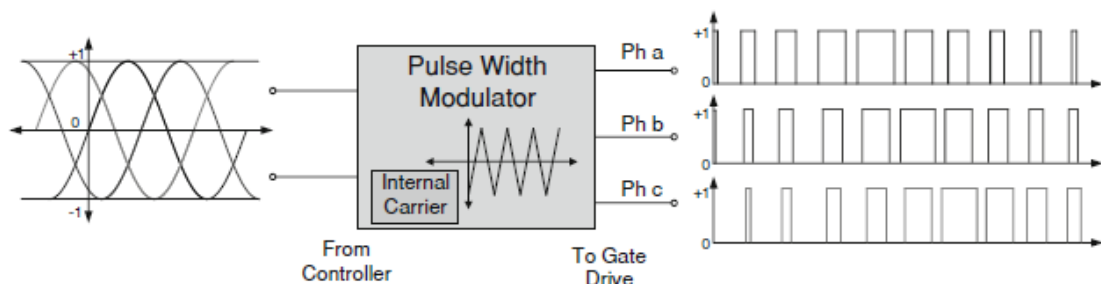 +1
0
-1
From
Controller
Pulse Width
Modulator
Internal
Carrier
Ph a
Ph b
Ph c
To Gate
Drive
+1
0
+1
0
+1
0